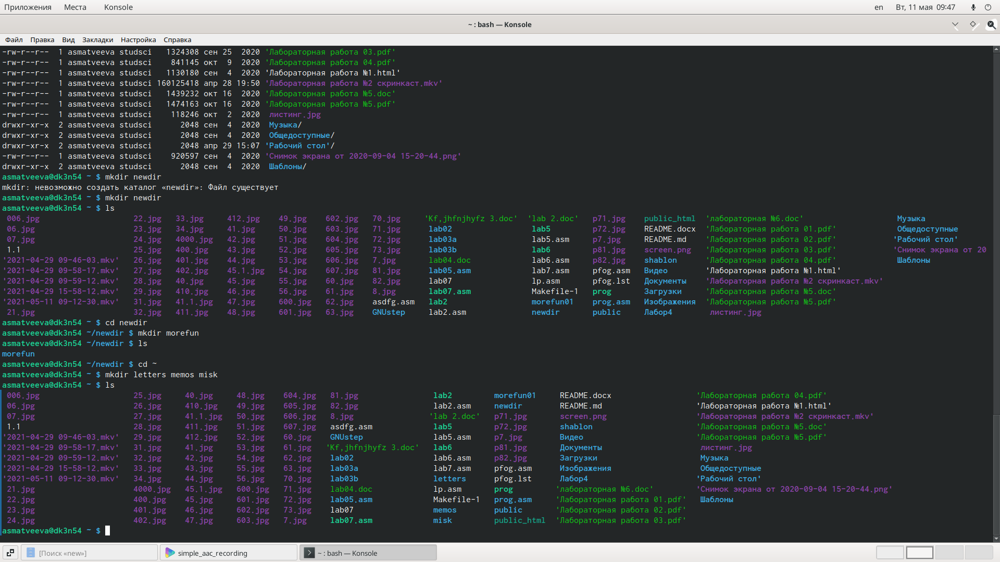 Приложения Места Konsole en Вт, 11 мая 09:47
~ : bash — Konsole
Файл Правка Вид Закладки Настройка Справка
-rw-r--r-- 1 asmatveeva studsci 1324308 сен 25 2020 'Лабораторная работа 03.pdf'
-rw-r--r-- 1 asmatveeva studsci 841145 окт 9 2020 'Лабораторная работа 04.pdf'
-rw-r--r-- 1 asmatveeva studsci 1130180 сен 4 2020 'Лабораторная работа №1.html'
-rw-r--r-- 1 asmatveeva studsci 160125418 апр 28 19:50 'Лабораторная работа №2 скринкаст.mkv'
-rw-r--r-- 1 asmatveeva studsci 1439232 окт 16 2020 'Лабораторная работа №5.doc'
-rw-r--r-- 1 asmatveeva studsci 1474163 окт 16 2020 'Лабораторная работа №5.pdf'
-rw-r--r-- 1 asmatveeva studsci 118246 окт 2 2020 листинг.jpg
drwxr-xr-x 2 asmatveeva studsci 2048 сен 4 2020 Музыка/
drwxr-xr-x 2 asmatveeva studsci 2048 сен 4 2020 Общедоступные/
drwxr-xr-x 2 asmatveeva studsci 2048 апр 29 15:07 'Рабочий стол'/
-rw-r--r-- 1 asmatveeva studsci 920597 сен 4 2020 'Снимок экрана от 2020-09-04 15-20-44.png'
drwxr-xr-x 2 asmatveeva studsci 2048 сен 4 2020 Шаблоны/
asmatveeva@dk3n54 ~ $ mkdir newdir
mkdir: невозможно создать каталог «newdir»: Файл существует
asmatveeva@dk3n54 ~ $ mkdir newdir
asmatveeva@dk3n54 ~ $ ls
006.jpg 22.jpg 33.jpg 412.jpg 49.jpg 602.jpg 70.jpg 'Kf,jhfnjhyfz 3.doc' 'lab 2.doc' p71.jpg public_html 'лабораторная №6.doc' Музыка
06.jpg 23.jpg 34.jpg 41.jpg 50.jpg 603.jpg 71.jpg lab02 lab5 p72.jpg README.docx 'Лабораторная работа 01.pdf' Общедоступные
07.jpg 24.jpg 4000.jpg 42.jpg 51.jpg 604.jpg 72.jpg lab03a lab5.asm p7.jpg README.md 'Лабораторная работа 02.pdf' 'Рабочий стол'
1.1 25.jpg 400.jpg 43.jpg 52.jpg 605.jpg 73.jpg lab03b lab6 p81.jpg screen.png 'Лабораторная работа 03.pdf' 'Снимок экрана от 20
'2021-04-29 09-46-03.mkv' 26.jpg 401.jpg 44.jpg 53.jpg 606.jpg 7.jpg lab04.doc lab6.asm p82.jpg shablon 'Лабораторная работа 04.pdf' Шаблоны
'2021-04-29 09-58-17.mkv' 27.jpg 402.jpg 45.1.jpg 54.jpg 607.jpg 81.jpg lab05.asm lab7.asm pfog.asm Видео 'Лабораторная работа №1.html'
'2021-04-29 09-59-12.mkv' 28.jpg 40.jpg 45.jpg 55.jpg 60.jpg 82.jpg lab07 lp.asm pfog.lst Документы 'Лабораторная работа №2 скринкаст.mkv'
'2021-04-29 15-58-12.mkv' 29.jpg 410.jpg 46.jpg 56.jpg 61.jpg 8.jpg lab07.asm Makefile-1 prog Загрузки 'Лабораторная работа №5.doc'
'2021-05-11 09-12-30.mkv' 31.jpg 41.1.jpg 47.jpg 600.jpg 62.jpg asdfg.asm lab2 morefun01 prog.asm Изображения 'Лабораторная работа №5.pdf'
21.jpg 32.jpg 411.jpg 48.jpg 601.jpg 63.jpg GNUstep lab2.asm newdir public Лабор4 листинг.jpg
asmatveeva@dk3n54 ~ $ cd newdir
asmatveeva@dk3n54 ~/newdir $ mkdir morefun
asmatveeva@dk3n54 ~/newdir $ ls
morefun
asmatveeva@dk3n54 ~/newdir $ cd ~
asmatveeva@dk3n54 ~ $ mkdir letters memos misk
asmatveeva@dk3n54 ~ $ ls
006.jpg 25.jpg 40.jpg 48.jpg 604.jpg 81.jpg lab2 morefun01 README.docx 'Лабораторная работа 04.pdf'
06.jpg 26.jpg 410.jpg 49.jpg 605.jpg 82.jpg lab2.asm newdir README.md 'Лабораторная работа №1.html'
07.jpg 27.jpg 41.1.jpg 50.jpg 606.jpg 8.jpg 'lab 2.doc' p71.jpg screen.png 'Лабораторная работа №2 скринкаст.mkv'
1.1 28.jpg 411.jpg 51.jpg 607.jpg asdfg.asm lab5 p72.jpg shablon 'Лабораторная работа №5.doc'
'2021-04-29 09-46-03.mkv' 29.jpg 412.jpg 52.jpg 60.jpg GNUstep lab5.asm p7.jpg Видео 'Лабораторная работа №5.pdf'
'2021-04-29 09-58-17.mkv' 31.jpg 41.jpg 53.jpg 61.jpg 'Kf,jhfnjhyfz 3.doc' lab6 p81.jpg Документы листинг.jpg
'2021-04-29 09-59-12.mkv' 32.jpg 42.jpg 54.jpg 62.jpg lab02 lab6.asm p82.jpg Загрузки Музыка
'2021-04-29 15-58-12.mkv' 33.jpg 43.jpg 55.jpg 63.jpg lab03a lab7.asm pfog.asm Изображения Общедоступные
'2021-05-11 09-12-30.mkv' 34.jpg 44.jpg 56.jpg 70.jpg lab03b letters pfog.lst Лабор4 'Рабочий стол'
21.jpg 4000.jpg 45.1.jpg 600.jpg 71.jpg lab04.doc lp.asm prog 'лабораторная №6.doc' 'Снимок экрана от 2020-09-04 15-20-44.png'
22.jpg 400.jpg 45.jpg 601.jpg 72.jpg lab05.asm Makefile-1 prog.asm 'Лабораторная работа 01.pdf' Шаблоны
23.jpg 401.jpg 46.jpg 602.jpg 73.jpg lab07 memos public 'Лабораторная работа 02.pdf'
24.jpg 402.jpg 47.jpg 603.jpg 7.jpg lab07.asm misk public_html 'Лабораторная работа 03.pdf'
asmatveeva@dk3n54 ~ $
[Поиск «new»] simple_aac_recording ~ : bash — Konsole